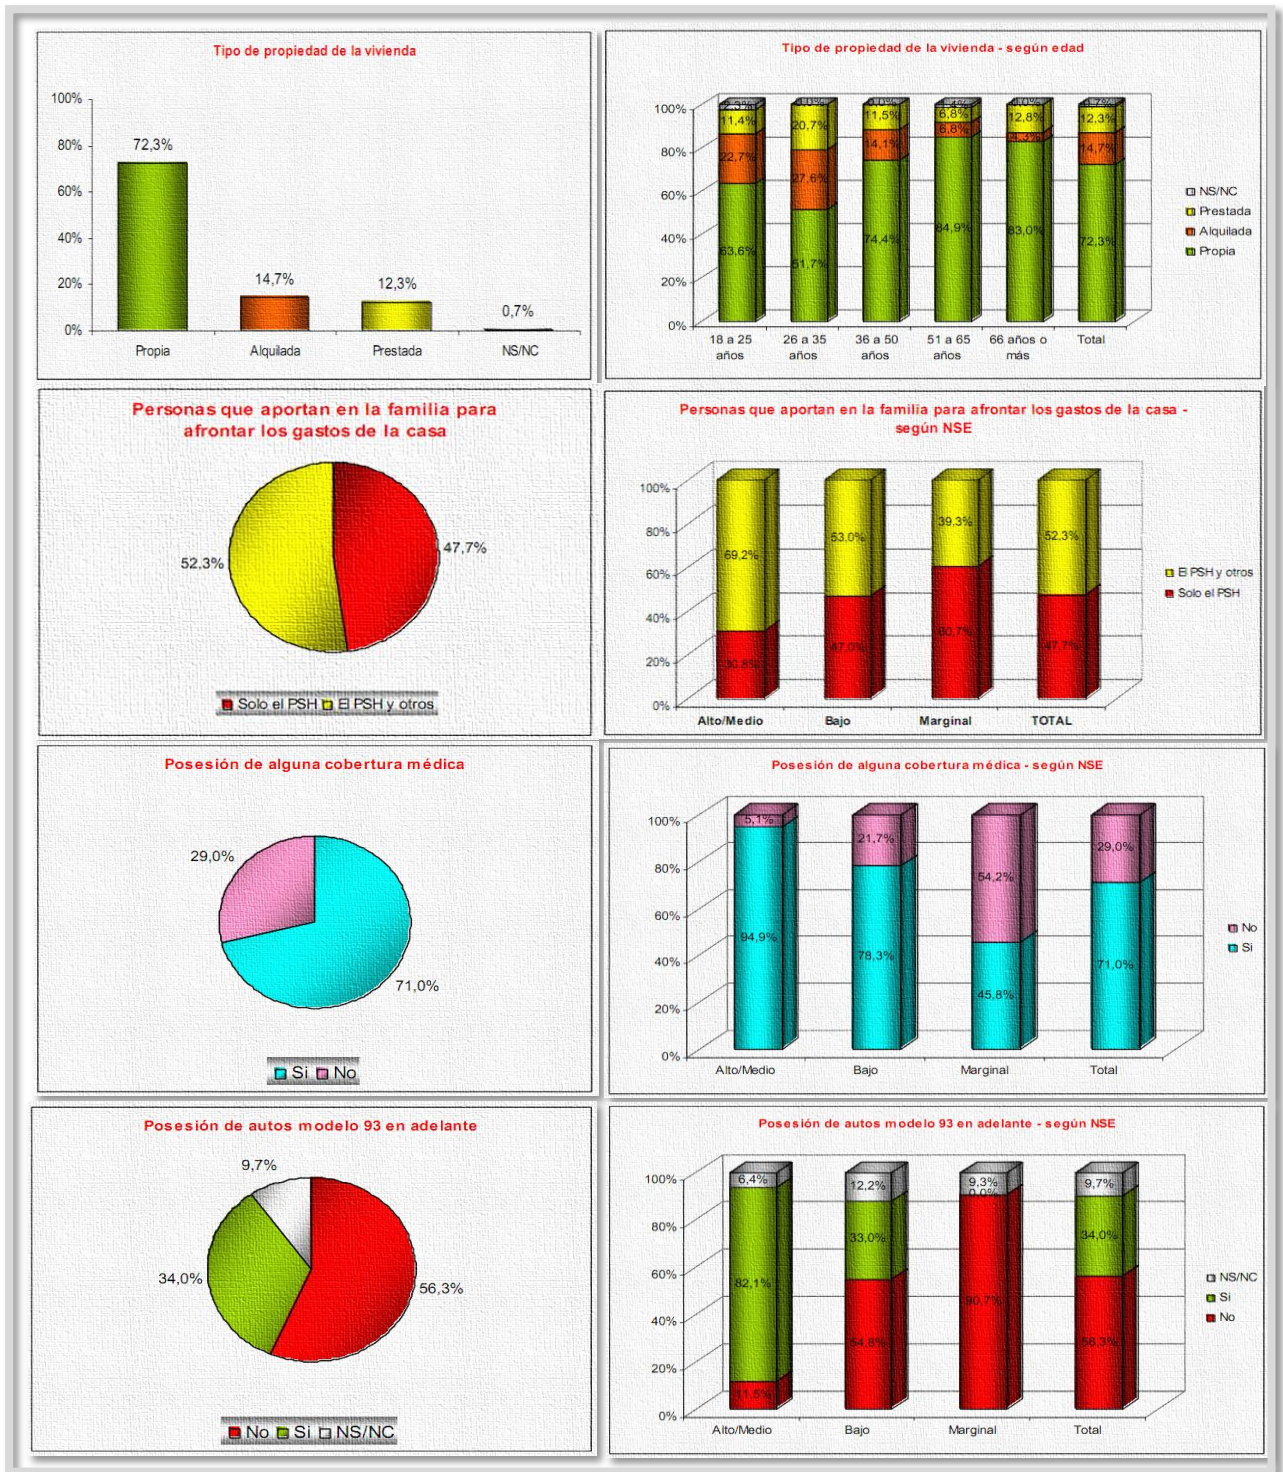 Tipo de propiedad de la vivienda
100%
80%
60%
40%
20%
0%
72,3%
14,7%
12,3%
0,7%
Propia
Alquilada
Prestada
NS/NC
Tipo de propiedad de la vivienda - según edad
100%
80%
60%
40%
20%
0%
11,4%
22,7%
63,6%
20,7%
27,6%
51,7%
11,5%
14,1%
74,4%
6,8%
6,8%
84,9%
12,8%
4,3%
83,0%
12,3%
14,7%
72,3%
18 a 25 años
26 a 35 años
36 a 50 años
51 a 65 años
66 años o más
Total
NS/NC
Prestada
Alquilada
Propia
Personas que aportan en la familia para
afrontar los gastos de la casa
52,3%
47,7%
Solo el PSH
El PSH y otros
Personas que aportan en la familia para afrontar los gastos de la casa -
según NSE
100%
80%
60%
40%
20%
0%
69,2%
30,8%
53,0%
47,0%
39,3%
60,7%
52,3%
47,7%
Alto/Medio
Bajo
Marginal
TOTAL
El PSH y otros
Solo el PSH
Posesión de alguna cobertura médica
29,0%
71,0%
Si
No
Posesión de alguna cobertura médica - según NSE
100%
80%
60%
40%
20%
0%
5,1%
94,9%
21,7%
78,3%
54,2%
45,8%
29,0%
71,0%
Alto/Medio
Bajo
Marginal
Total
No
Si
Posesión de autos modelo 93 en adelante
9,7%
34,0%
56,3%
No
Si
NS/NC
Posesión de autos modelo 93 en adelante - según NSE
100%
80%
60%
40%
20%
0%
6,4%
82,1%
11,5%
12,2%
33,0%
54,8%
9,3%
0,0%
90,7%
9,7%
34,0%
56,3%
Alto/Medio
Bajo
Marginal
Total
NS/NC
Si
No